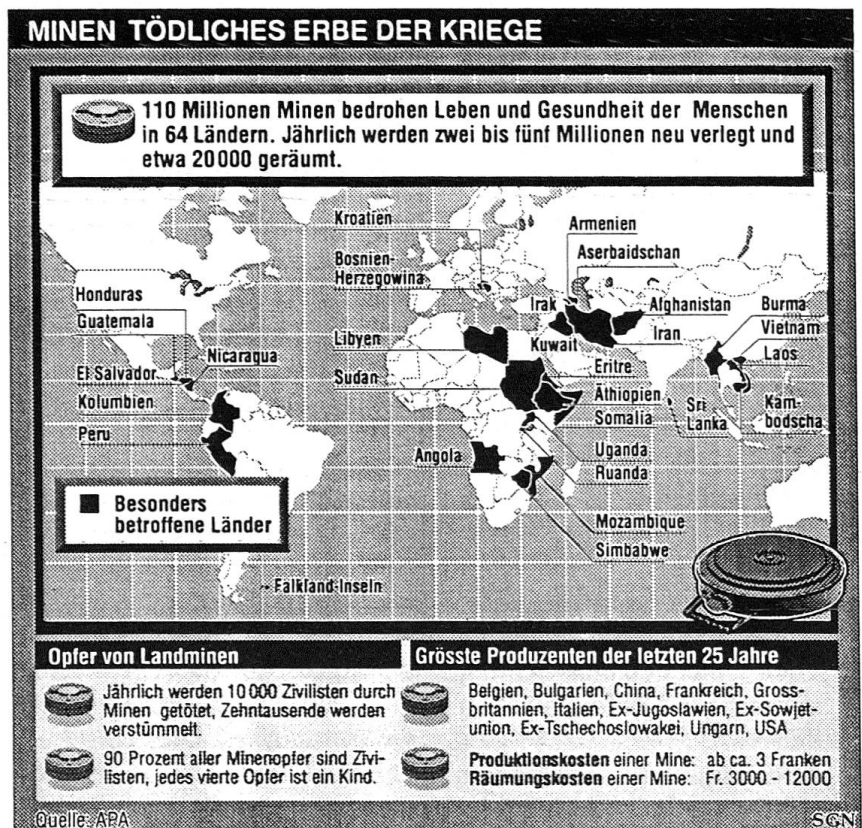 MINEN TÖDLICHES ERBE DER KRIEGE
110 Millionen Minen bedrohen Leben und Gesundheit der Menschen
in 64 Ländern. Jährlich werden zwei bis fünf Millionen neu verlegt und
etwa 20000 geräumt.
Kroatien
Armenien
Bosnien-
Herzegowina
Aserbaidschan
Honduras
Irak
Afghanistan
Burma
Guatemala
Libyen
Kuwait
Iran
Vietnam
Nicaragua
Laos
El Salvador
Sudan
Eritre
Kolumbien
Äthiopien
Sri
Lanka
Kam-
bodscha
Somalia
Peru
Angola
Uganda
Ruanda
Besonders
betroffene Länder
Mozambique
Simbabwe
Falkland-Inseln
Opfer von Landminen
Jährlich werden 10000 Zivilisten durch
Minen getötet, Zehntausende werden
verstümmelt.
90 Prozent aller Minenopfer sind Zivi-
listen, jedes vierte Opfer ist ein Kind.
Grösste Produzenten der letzten 25 Jahre
Belgien, Bulgarien, China, Frankreich, Gross-
britannien, Italien, Ex-Jugoslawien, Ex-Sowjet-
union, Ex-Tschechoslowakei, Ungarn, USA
Produktionskosten einer Mine: ab ca. 3 Franken
Räumungskosten einer Mine: Fr. 3000 - 12000
Quelle: APA
SGN